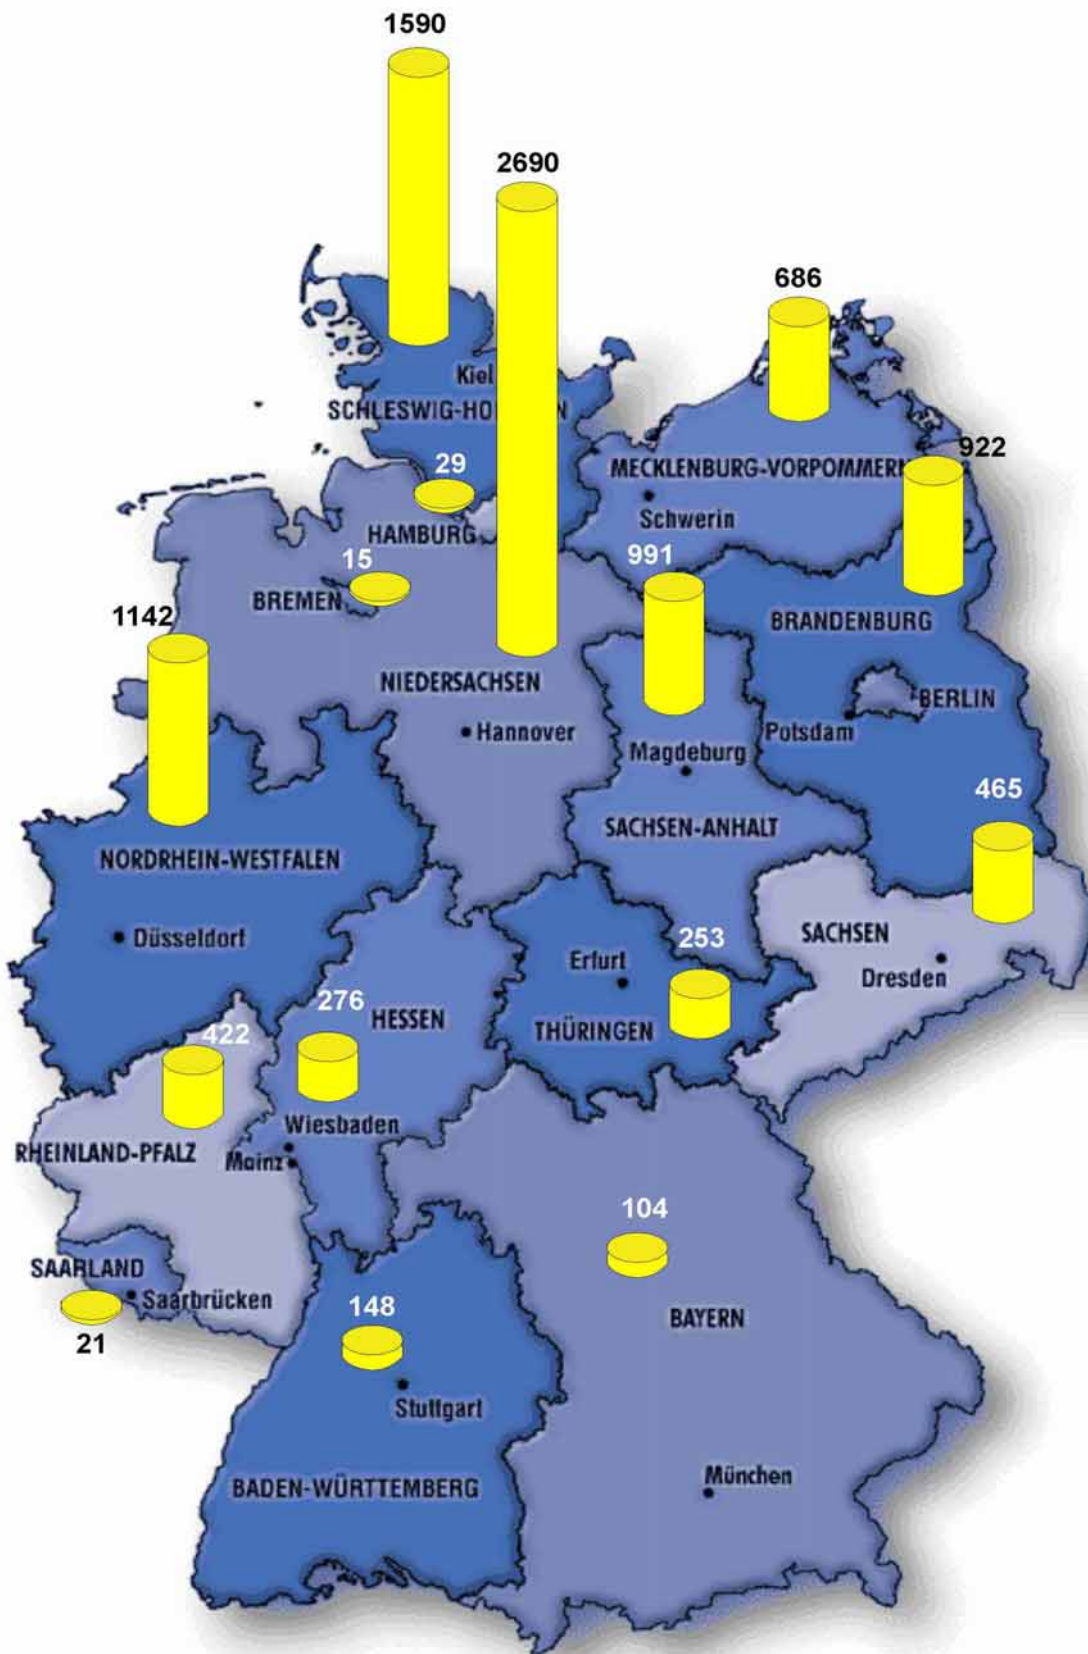 1590
2690
686
Kiel
SCHLESWIG-HO
N
29
MECKLENBURG-VORPOMMERN
922
Schwerin
HAMBURG
15
991
BREMEN
1142
BRANDENBURG
NIEDERSACHSEN
BERLIN
Hannover
Potsdam
Magdeburg
465
SACHSEN-ANHALT
NORDRHEIN-WESTFALEN
Düsseldorf
253
SACHSEN
Erfurt
Dresden
276
HESSEN
THÜRINGEN
422
Wiesbaden
RHEINLAND-PFALZ
Mainz
104
SAARLAND
Saarbrücken
148
BAYERN
21
Stuttgart
München
BADEN-WÜRTTEMBERG